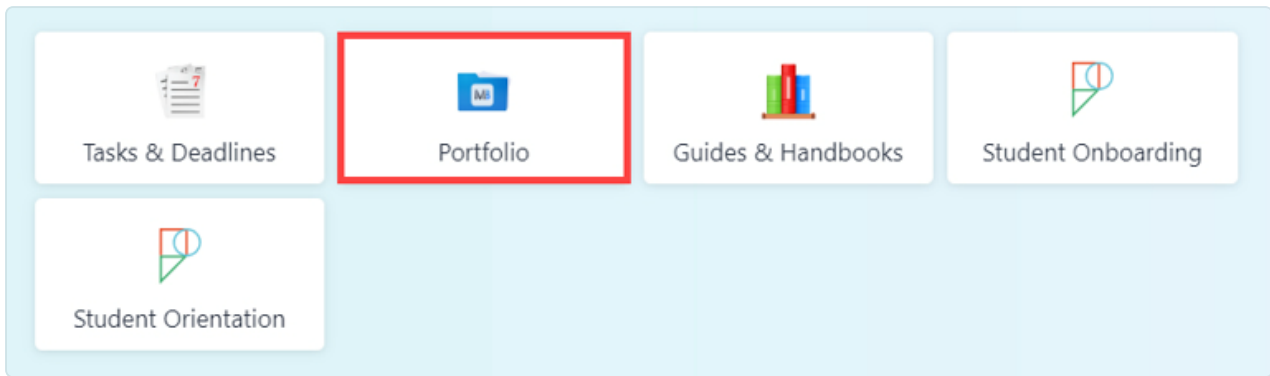 Tasks & Deadlines
Portfolio
Guides & Handbooks
Student Onboarding
Student Orientation